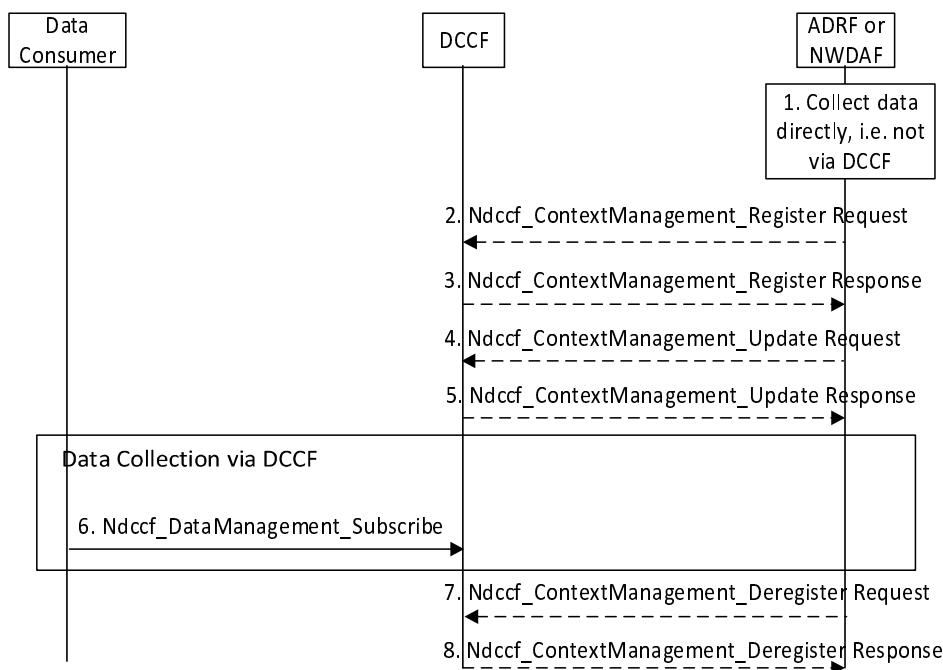 Data
Consumer
DCCF
ADRF or
NWDAF
1. Collect data
directly, i.e. not
via DCCF
2. Ndccf_ContextManagement_Register Request
3. Ndccf_ContextManagement_Register Response
4. Ndccf_ContextManagement_Update Request
5. Ndccf_ContextManagement_Update Response
Data Collection via DCCF
6. Ndccf_DataManagement_Subscribe
7. Ndccf_ContextManagement_Deregister Request
8. Ndccf_ContextManagement_Deregister Response